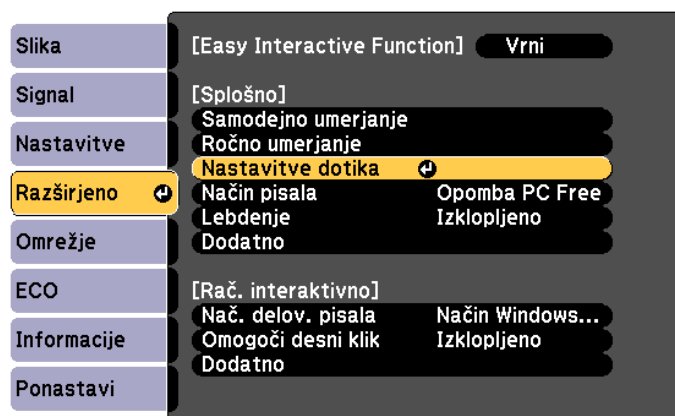 Slika
Signal
Nastavitve
Razširjeno
Omrežje
ECO
Informacije
Ponastavi
[Easy Interactive Function] Vrni
[Splošno]
Samodejno umerjanje
Ročno umerjanje
Nastavitve dotika
Način pisala Opomba PC Free
Lebdenje Izklopljeno
Dodatno
[Rač. interaktivno]
Nač. delov. pisala Način Windows...
Omogoči desni klik Izklopljeno
Dodatno